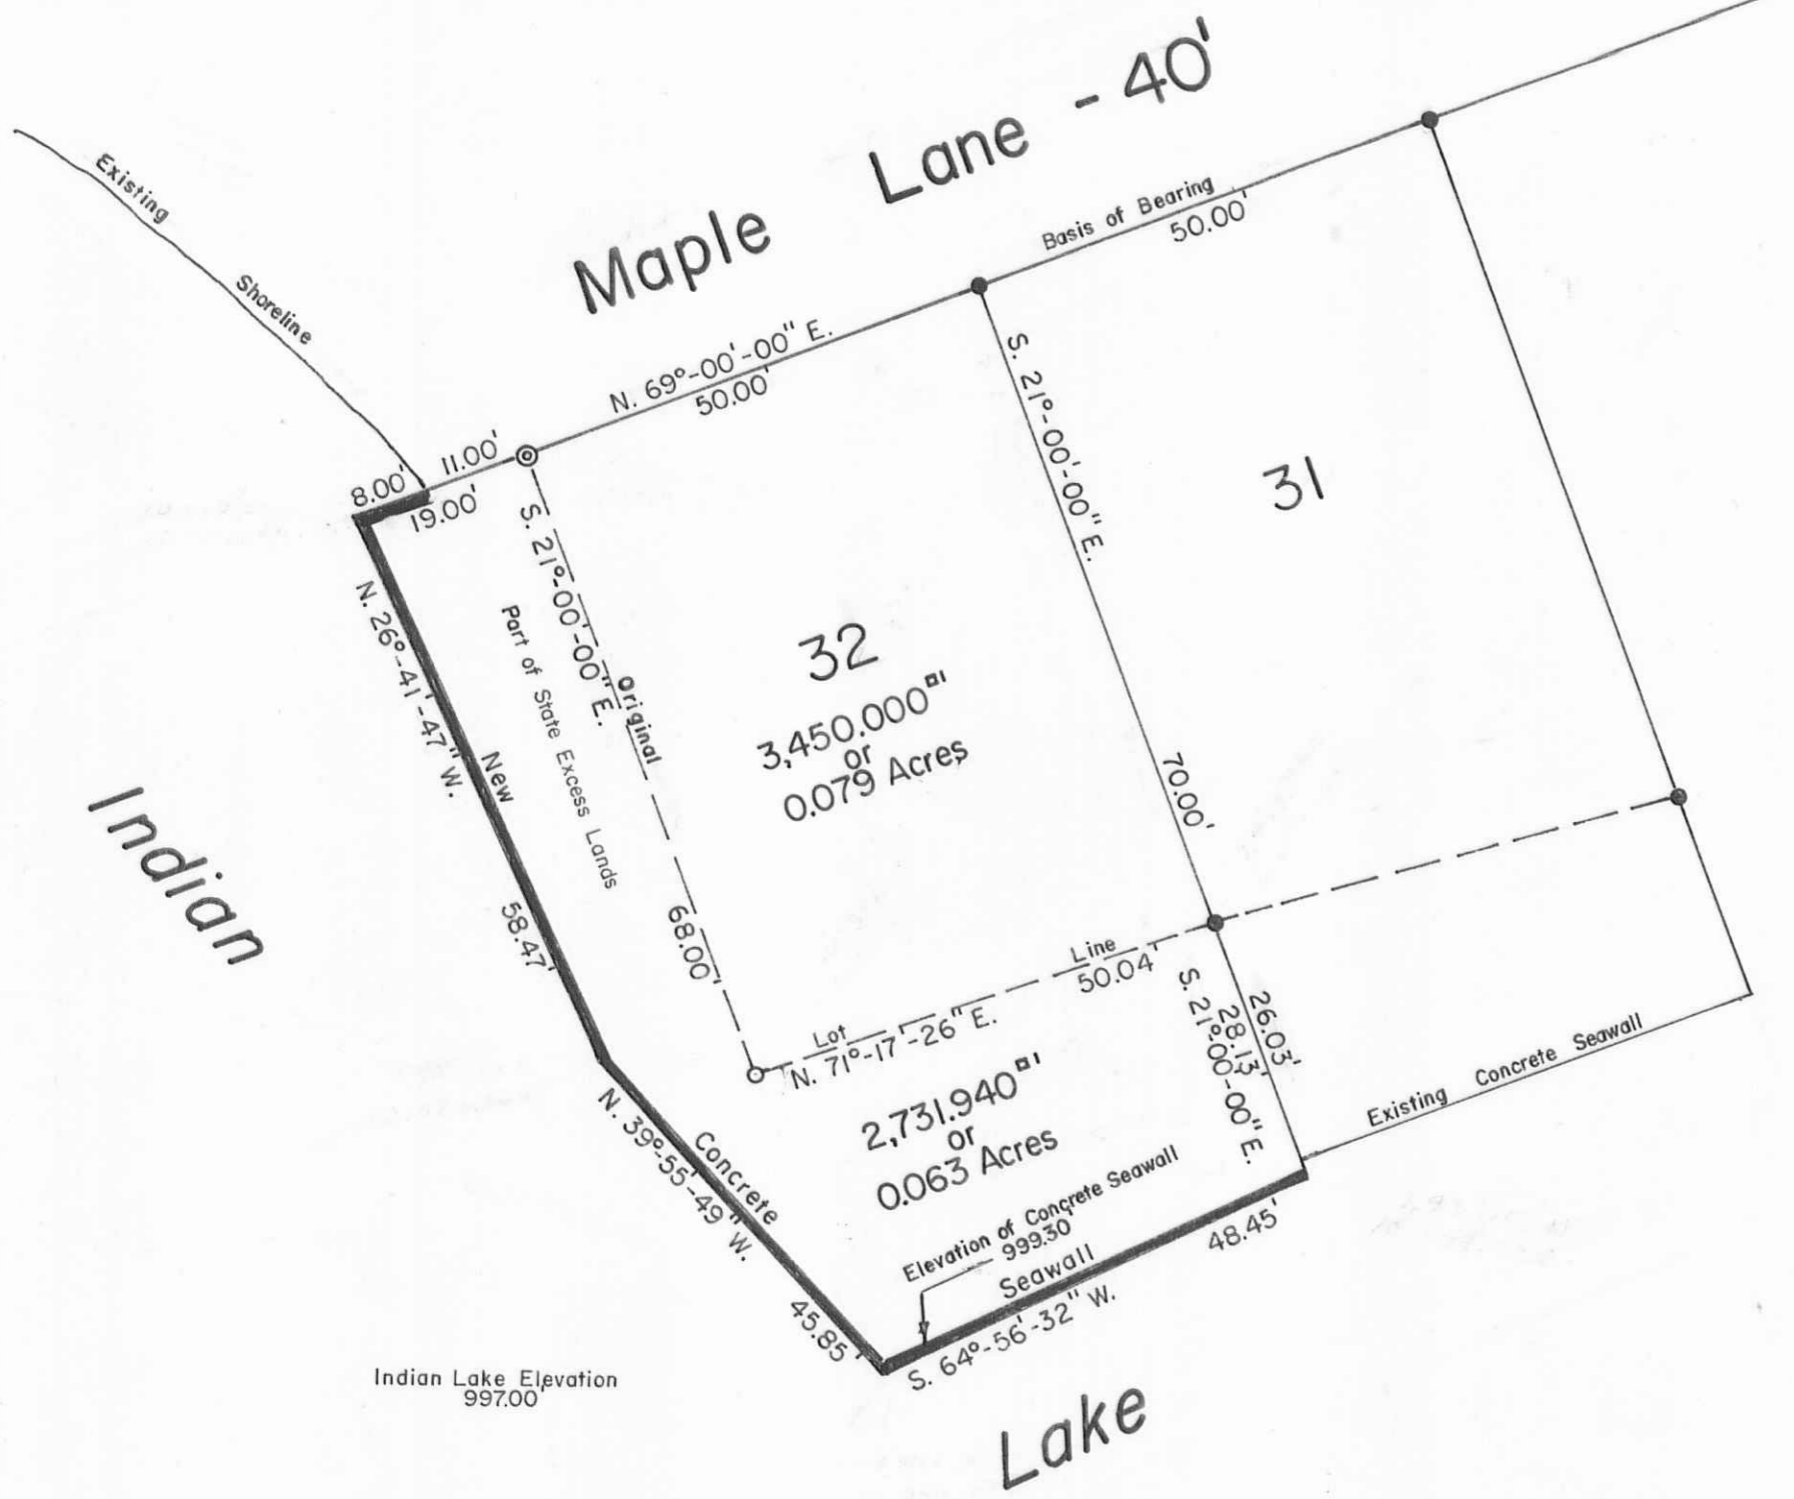 Maple Lane - 40'
Existing
Shoreline
Basis of Bearing
50.00'
N. 69°-00'-00" E.
50.00'
11.00'
8.00'
19.00'
S. 21°-00'-00" E.
31
S. 21°-00'-00" E.
Original
Part of State Excess Lands
32
3,450.000
or
0.079 Acres
N. 26°-41'-47" W.
New
58.47'
70.00'
68.00'
Indian
Line
50.04'
Lot
N. 71°-17'-26" E.
26.03'
28.13'
S. 21°-00'-00" E.
2,731.940
or
0.063 Acres
Existing Concrete Seawall
N. 39°-55'-49" W.
Concrete
45.85'
Elevation of Concrete Seawall
999.30'
Seawall
48.45'
S. 64°-56'-32" W.
Indian Lake Elevation
997.00'
Lake